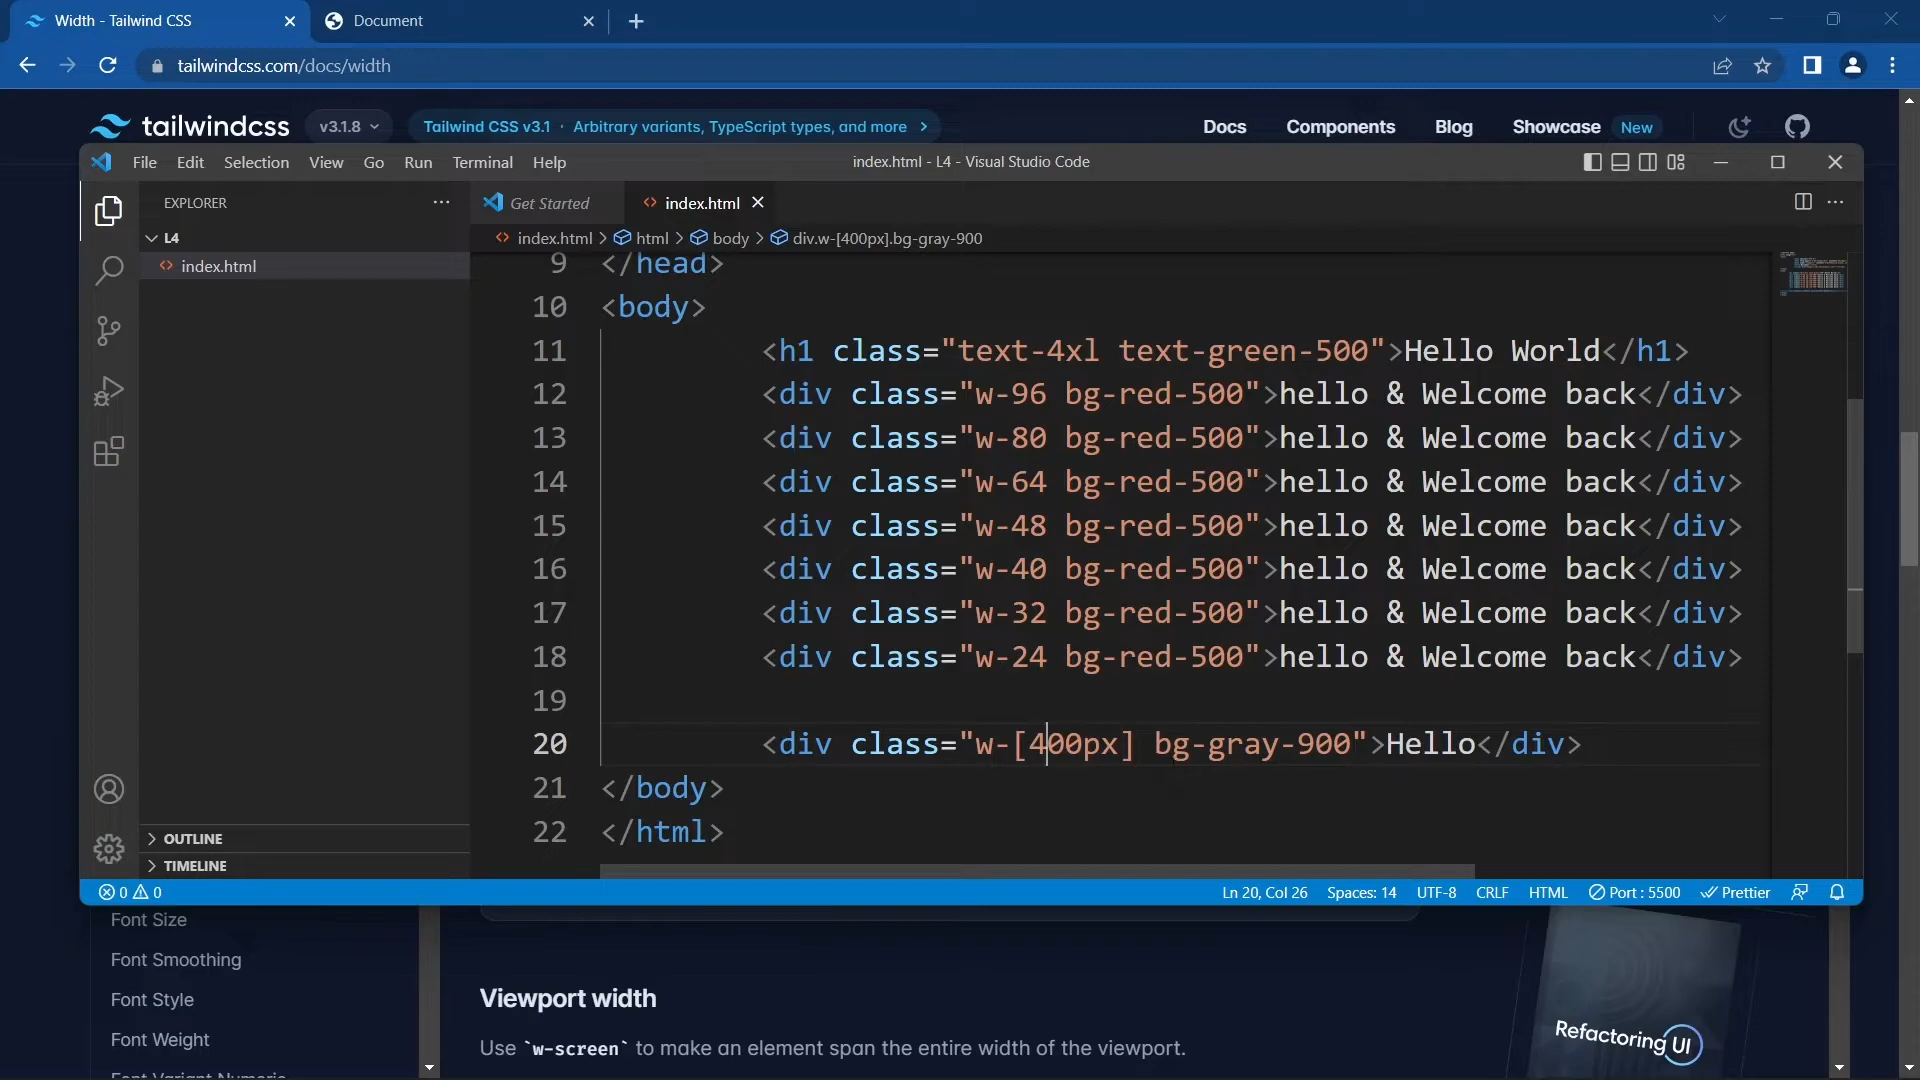 Width - Tailwind CSS
Document
tailwindcss.com/docs/width
tailwindcss
v3.1.8
Tailwind CSS v3.1 · Arbitrary variants, TypeScript types, and more
Docs
Components
Blog
Showcase
New
File Edit Selection View Go Run Terminal Help
index.html - L4 - Visual Studio Code
EXPLORER
L4
index.html
OUTLINE
TIMELINE
Get Started
index.html
index.html > html > body > div.w-[400px].bg-gray-900
9 </head>
10 <body>
11 <h1 class="text-4xl text-green-500">Hello World</h1>
12 <div class="w-96 bg-red-500">hello & Welcome back</div>
13 <div class="w-80 bg-red-500">hello & Welcome back</div>
14 <div class="w-64 bg-red-500">hello & Welcome back</div>
15 <div class="w-48 bg-red-500">hello & Welcome back</div>
16 <div class="w-40 bg-red-500">hello & Welcome back</div>
17 <div class="w-32 bg-red-500">hello & Welcome back</div>
18 <div class="w-24 bg-red-500">hello & Welcome back</div>
19
20 <div class="w-[400px] bg-gray-900">Hello</div>
21 </body>
22 </html>
0 0
Ln 20, Col 26 Spaces: 14 UTF-8 CRLF HTML Port : 5500 Prettier
Font Size
Font Smoothing
Font Style
Font Weight
Viewport width
Use `w-screen` to make an element span the entire width of the viewport.
Refactoring UI